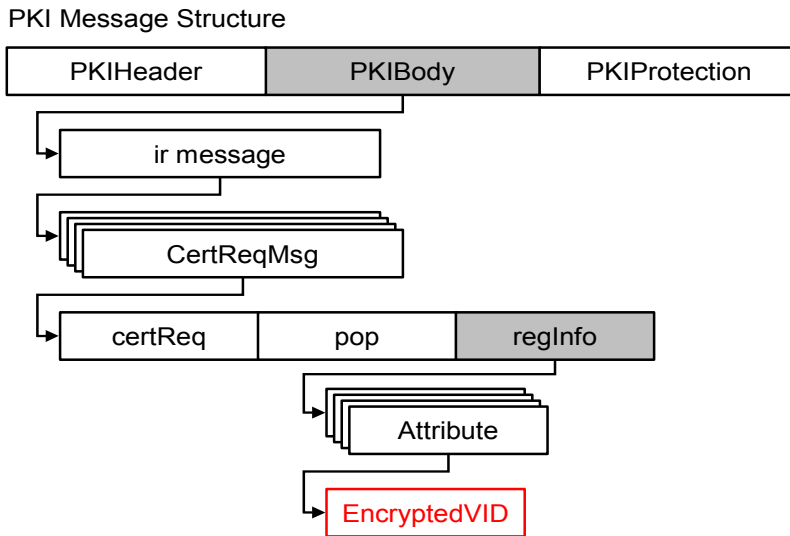 PKI Message Structure
PKIHeader PKIBody PKIProtection
ir message
CertReqMsg
certReq pop regInfo
Attribute
EncryptedVID